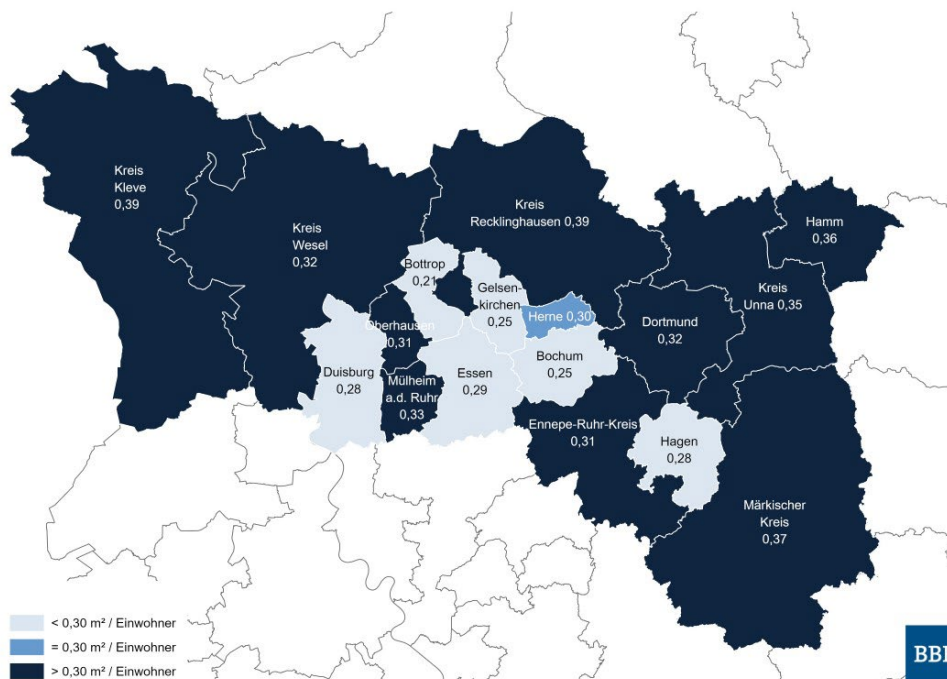 Kreis
Kleve
0,39
Kreis
Wesel
0,32
Kreis
Recklinghausen 0,39
Hamm
0,36
Kreis
Unna 0,35
Bottrop
0,21
Gelsen-
kirchen
0,25
Herne 0,30
Dortmund
0,32
Oberhausen
0,31
Duisburg
0,28
Mülheim
a.d. Ruhr
0,33
Essen
0,29
Bochum
0,25
Ennepe-Ruhr-Kreis
0,31
Hagen
0,28
Märkischer
Kreis
0,37
< 0,30 m² / Einwohner
= 0,30 m² / Einwohner
> 0,30 m² / Einwohner